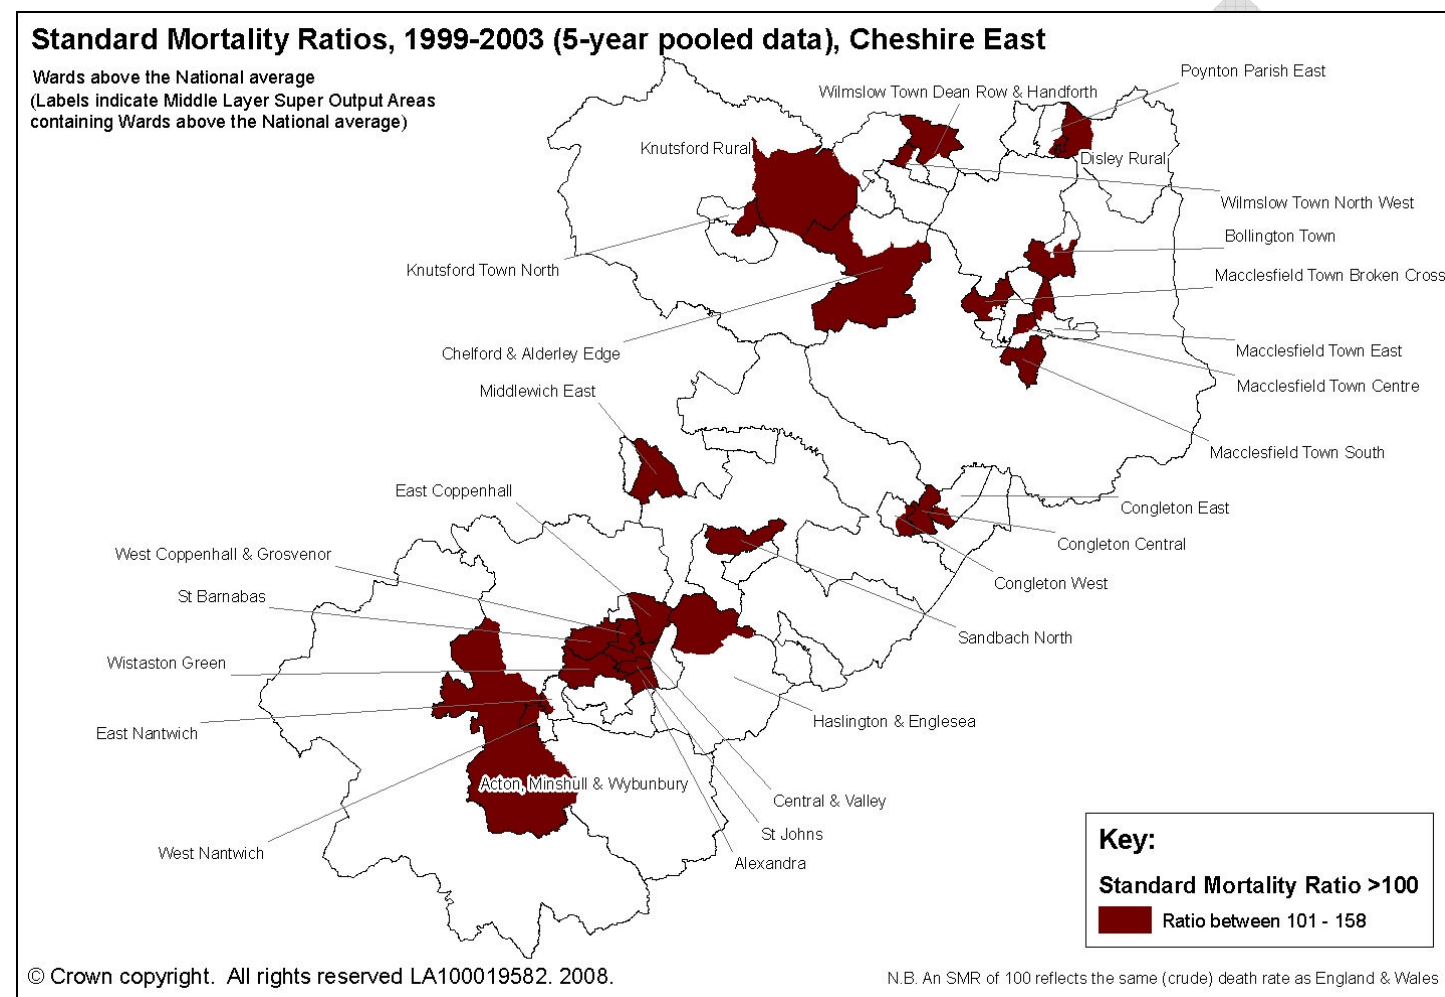 Standard Mortality Ratios, 1999-2003 (5-year pooled data), Cheshire East
Wards above the National average
(Labels indicate Middle Layer Super Output Areas
containing Wards above the National average)
Poynton Parish East
Wilmslow Town Dean Row & Handforth
Knutsford Rural
Disley Rural
Wilmslow Town North West
Bollington Town
Knutsford Town North
Macclesfield Town Broken Cross
Chelford & Alderley Edge
Macclesfield Town East
Macclesfield Town Centre
Middlewich East
Macclesfield Town South
East Coppenhall
Congleton East
Congleton Central
West Coppenhall & Grosvenor
Congleton West
St Barnabas
Sandbach North
Wistaston Green
Haslington & Englesea
East Nantwich
Acton, Minshull & Wybunbury
Central & Valley
St Johns
West Nantwich
Alexandra
Key:
Standard Mortality Ratio >100
Ratio between 101 - 158
© Crown copyright. All rights reserved LA100019582. 2008.
N.B. An SMR of 100 reflects the same (crude) death rate as England & Wales